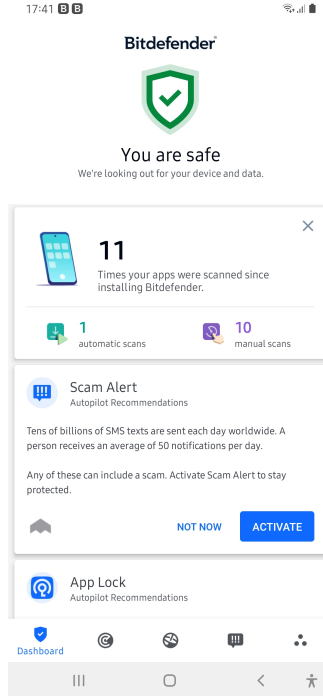 17:41 B B
Bitdefender
You are safe
We're looking out for your device and data.
11
Times your apps were scanned since
installing Bitdefender.
1
automatic scans
10
manual scans
Scam Alert
Autopilot Recommendations
Tens of billions of SMS texts are sent each day worldwide. A
person receives an average of 50 notifications per day.
Any of these can include a scam. Activate Scam Alert to stay
protected.
NOT NOW
ACTIVATE
App Lock
Autopilot Recommendations
Dashboard